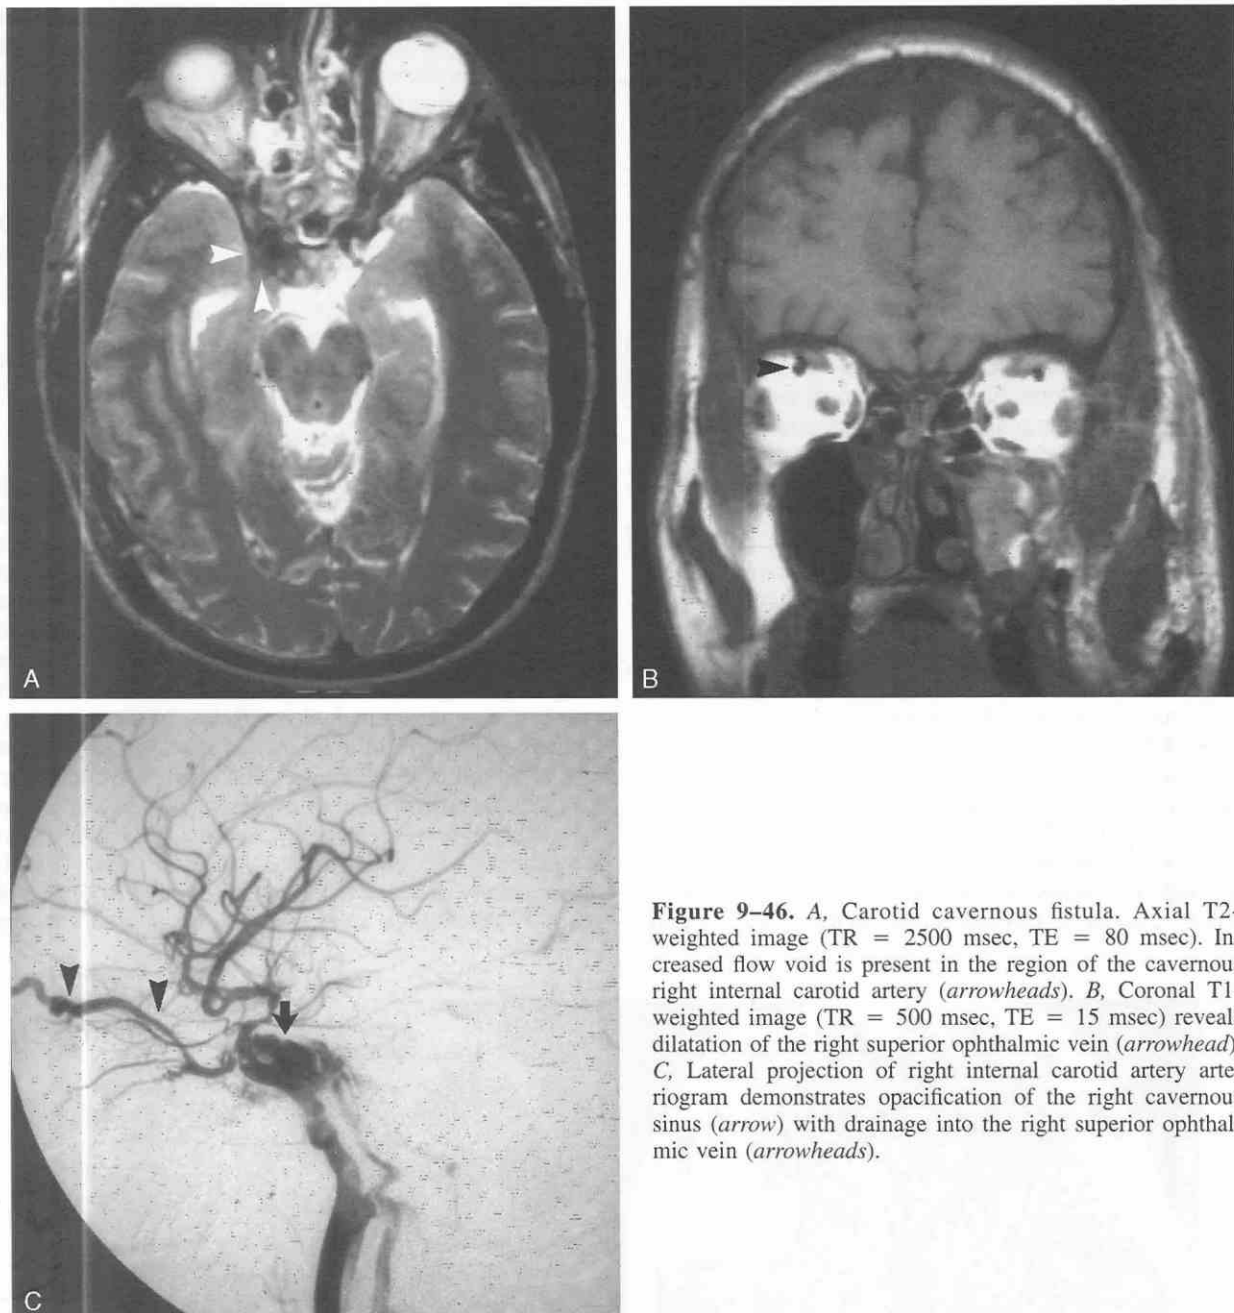 A
B
C
Figure 9–46. A, Carotid cavernous fistula. Axial T2-
weighted image (TR = 2500 msec, TE = 80 msec). In
creased flow void is present in the region of the cavernou
right internal carotid artery (arrowheads). B, Coronal T1
weighted image (TR = 500 msec, TE = 15 msec) reveal
dilatation of the right superior ophthalmic vein (arrowhead)
C, Lateral projection of right internal carotid artery arte
riogram demonstrates opacification of the right cavernou
sinus (arrow) with drainage into the right superior ophthal
mic vein (arrowheads).